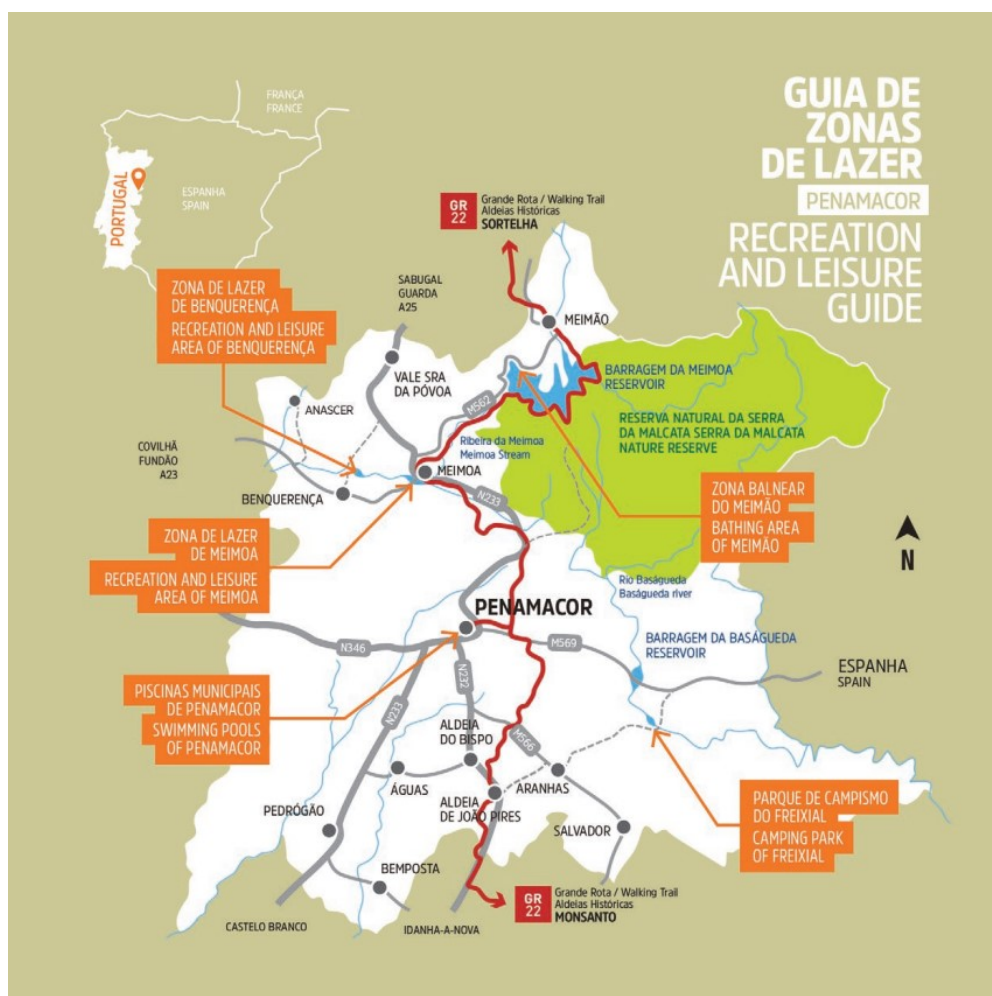 GUIA DE
ZONAS
DE LAZER
PENAMACOR
RECREATION
AND LEISURE
GUIDE
FRANÇA
FRANCE
PORTUGAL
ESPANHA
SPAIN
GR
22
Grande Rota / Walking Trail
Aldeias Históricas
SORTELHA
ZONA DE LAZER
DE BENQUERENÇA
RECREATION AND LEISURE
AREA OF BENQUERENÇA
SABUGAL
GUARDA
A25
MEIMÃO
VALE SRA
DA PÓVOA
BARRAGEM DA MEIMOA
RESERVOIR
ANASCER
M562
RESERVA NATURAL DA SERRA
DA MALCATA SERRA DA MALCATA
NATURE RESERVE
COVILHÃ
FUNDÃO
A23
Ribeira da Meimoa
Meimoa Stream
MEIMOA
BENQUERENÇA
N233
ZONA BALNEAR
DO MEIMÃO
BATHING AREA
OF MEIMÃO
ZONA DE LAZER
DE MEIMOA
RECREATION AND LEISURE
AREA OF MEIMOA
N
Rio Baságueda
Baságueda river
PENAMACOR
N346
M569
BARRAGEM DA BASÁGUEDA
RESERVOIR
ESPANHA
SPAIN
PISCINAS MUNICIPAIS
DE PENAMACOR
SWIMMING POOLS
OF PENAMACOR
N232
N233
ALDEIA
DO BISPO
M566
ÁGUAS
ARANHAS
ALDEIA
DE JOÃO PIRES
PEDRÓGÃO
SALVADOR
PARQUE DE CAMPISMO
DO FREIXIAL
CAMPING PARK
OF FREIXIAL
BEMPOSTA
GR
22
Grande Rota / Walking Trail
Aldeias Históricas
MONSANTO
CASTELO BRANCO
IDANHA-A-NOVA